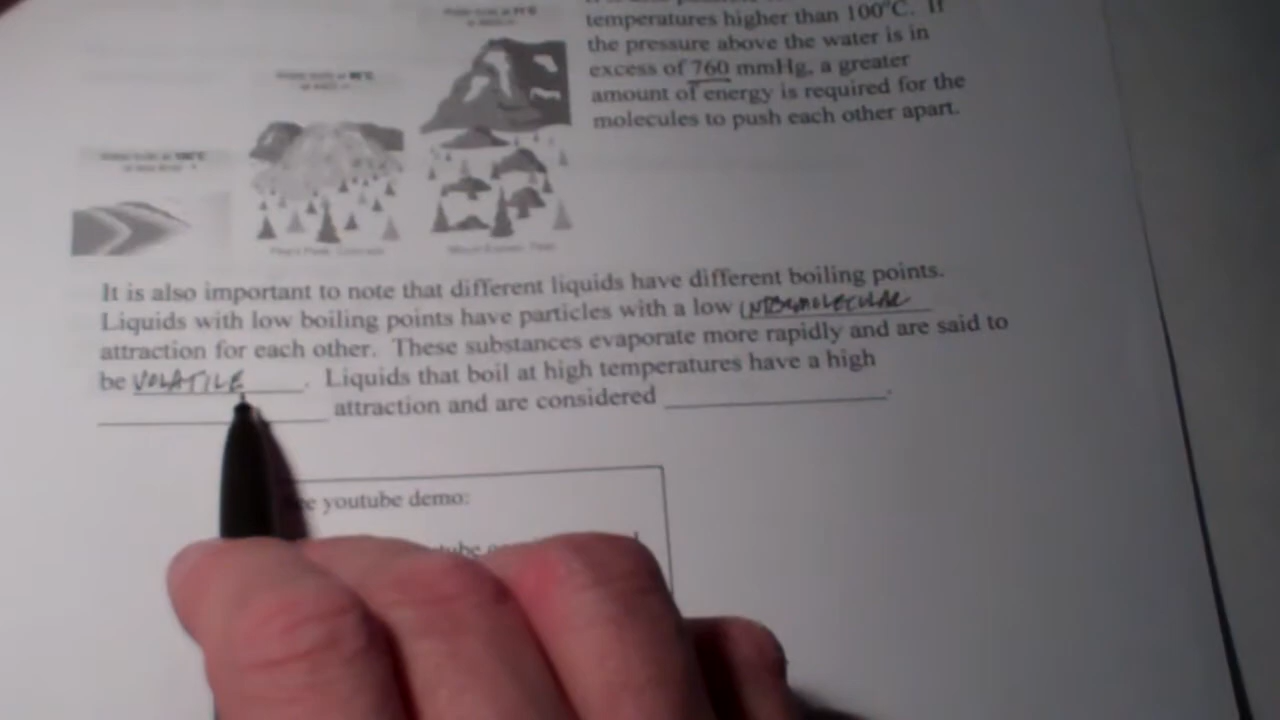 temperatures higher than 100°C. If
the pressure above the water is in
excess of 760 mmHg, a greater
amount of energy is required for the
molecules to push each other apart.
It is also important to note that different liquids have different boiling points.
Liquids with low boiling points have particles with a low INTERMOLECULAR
attraction for each other. These substances evaporate more rapidly and are said to
be VOLATILE. Liquids that boil at high temperatures have a high
attraction and are considered .
youtube demo: